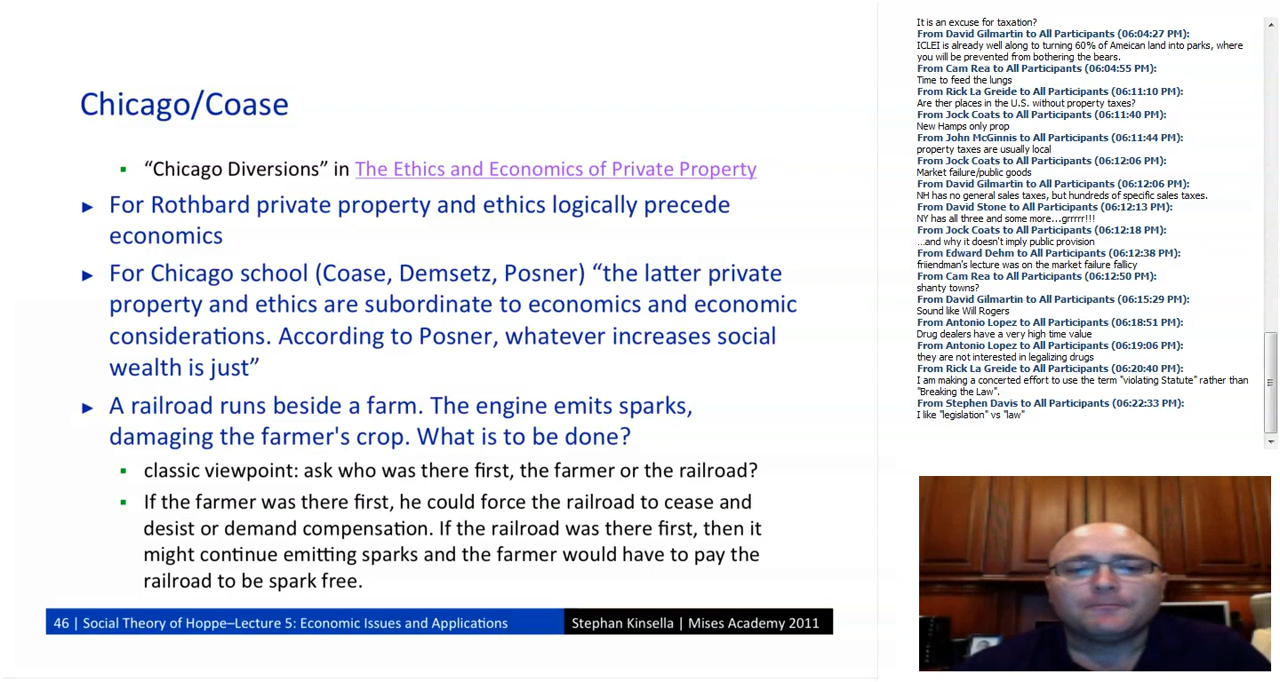 Chicago/Coase
▪ “Chicago Diversions” in The Ethics and Economics of Private Property
► For Rothbard private property and ethics logically precede
economics
► For Chicago school (Coase, Demsetz, Posner) “the latter private
property and ethics are subordinate to economics and economic
considerations. According to Posner, whatever increases social
wealth is just”
► A railroad runs beside a farm. The engine emits sparks,
damaging the farmer's crop. What is to be done?
▪ classic viewpoint: ask who was there first, the farmer or the railroad?
▪ If the farmer was there first, he could force the railroad to cease and
desist or demand compensation. If the railroad was there first, then it
might continue emitting sparks and the farmer would have to pay the
railroad to be spark free.
46 | Social Theory of Hoppe–Lecture 5: Economic Issues and Applications
Stephan Kinsella | Mises Academy 2011
It is an excuse for taxation?
From David Gilmartin to All Participants (06:04:27 PM):
ICLEI is already well along to turning 60% of Ameican land into parks, where
you will be prevented from bothering the bears.
From Cam Rea to All Participants (06:04:55 PM):
Time to feed the lungs
From Rick La Greide to All Participants (06:11:10 PM):
Are ther places in the U.S. without property taxes?
From Jock Coats to All Participants (06:11:40 PM):
New Hamps only prop
From John McGinnis to All Participants (06:11:44 PM):
property taxes are usually local
From Jock Coats to All Participants (06:12:06 PM):
Market failure/public goods
From David Gilmartin to All Participants (06:12:06 PM):
NH has no general sales taxes, but hundreds of specific sales taxes.
From David Stone to All Participants (06:12:13 PM):
NY has all three and some more...grrrrr!!!
From Jock Coats to All Participants (06:12:18 PM):
...and why it doesn't imply public provision
From Edward Dehm to All Participants (06:12:38 PM):
friiendman's lecture was on the market failure fallicy
From Cam Rea to All Participants (06:12:50 PM):
shanty towns?
From David Gilmartin to All Participants (06:15:29 PM):
Sound like Will Rogers
From Antonio Lopez to All Participants (06:18:51 PM):
Drug dealers have a very high time value
From Antonio Lopez to All Participants (06:19:06 PM):
they are not interested in legalizing drugs
From Rick La Greide to All Participants (06:20:40 PM):
I am making a concerted effort to use the term "violating Statute" rather than
"Breaking the Law".
From Stephen Davis to All Participants (06:22:33 PM):
I like "legislation" vs "law"